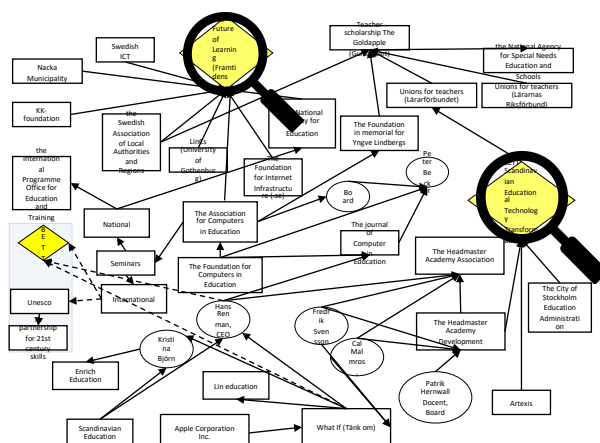 Future
of
Learnin
g
(Framti
dens
Teacher
scholarship The
Goldapple
Swedish
ICT
Nacka
Municipality
the National Agency
for Special Needs
Education and
Schools
Unions for teachers
(Lärarförbundet)
Unions for teachers
(Lärarnas
Riksförbund)
KK-
foundation
the
Swedish
Association
of Local
Authorities
and
Regions
National
Education
LinCs
(University
of
Gothenbur
g)
The
Foundation
for Internet
Infrastructu
re (.se)
The Foundation
in memorial for
Yngve Lindbergs
the
Internation
al
Programme
Office for
Education
and
Training
Pe
ter
Be
Scandinav
ian
Education
al
Technolog
y
Transform
Bo
ard
National
The Association
for Computers
in Education
The journal
of
Computer
in
Education
B
E
T
T
Seminars
The Headmaster
Academy Association
The Foundation for
Computers in
Education
Unesco
International
The City of
Stockholm
Education
Administrati
on
partnership
for 21st
century
skills
Hans
Ren
man,
CEO
Fredr
ik
Sven
sson
The Headmaster
Academy
Development
Kristi
na
Björn
Cal
Mal
mros
Enrich
Education
Lin education
Patrik
Hernwall
Docent,
Board
Artexis
Scandinavian
Education
Apple Corporation
Inc.
What If (Tänk om)